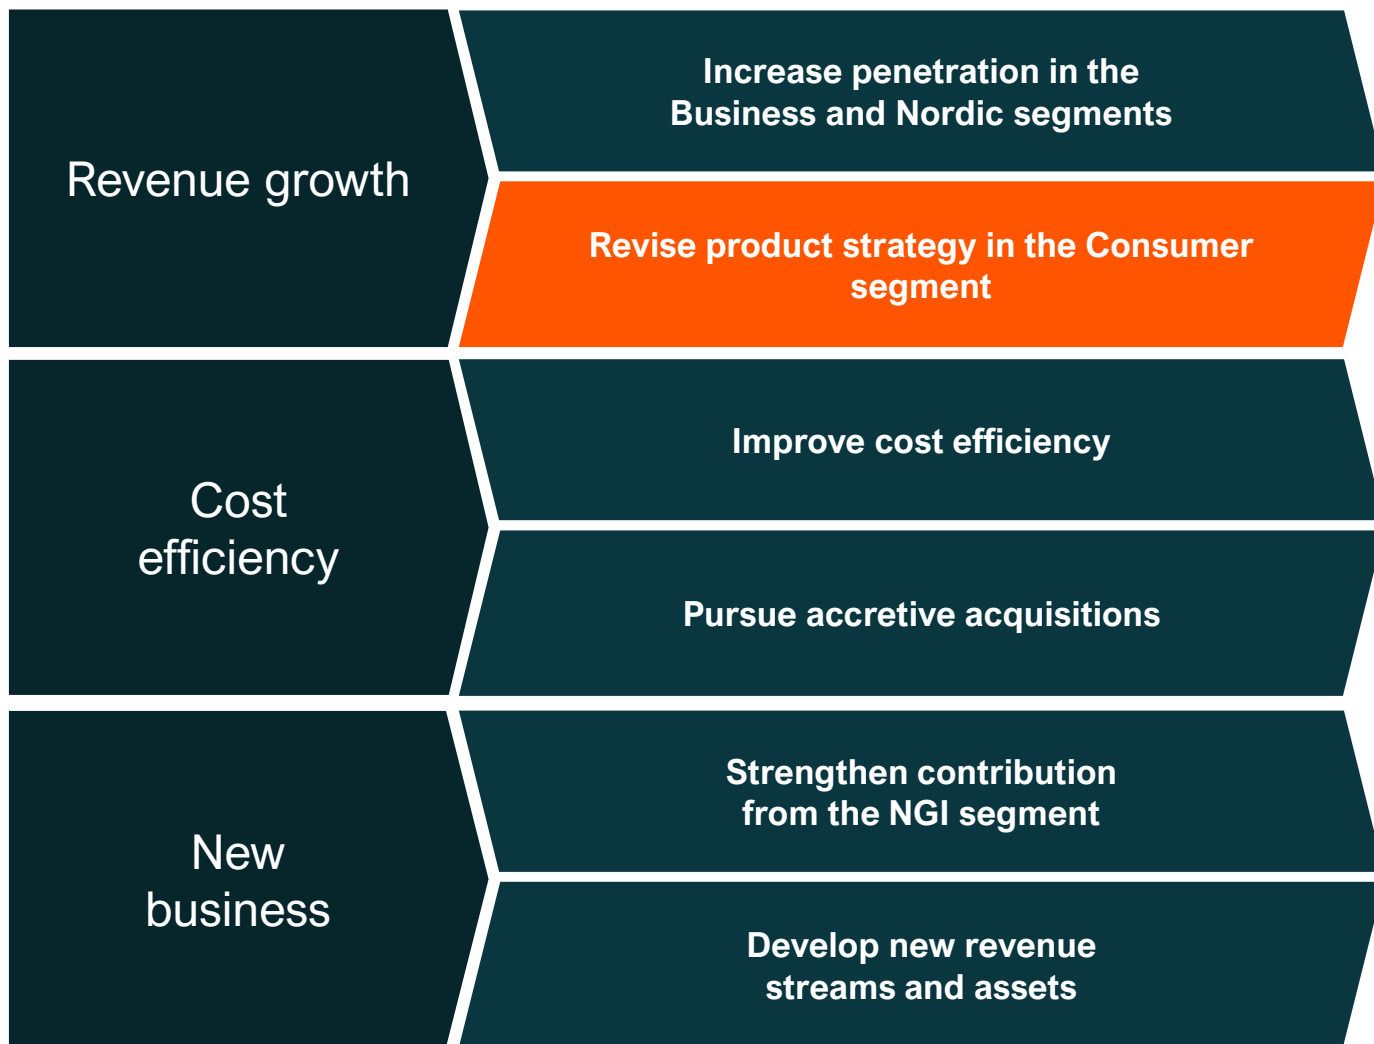 Revenue growth
Increase penetration in the
Business and Nordic segments
Revise product strategy in the Consumer
segment
Cost
efficiency
Improve cost efficiency
Pursue accretive acquisitions
New
business
Strengthen contribution
from the NGI segment
Develop new revenue
streams and assets